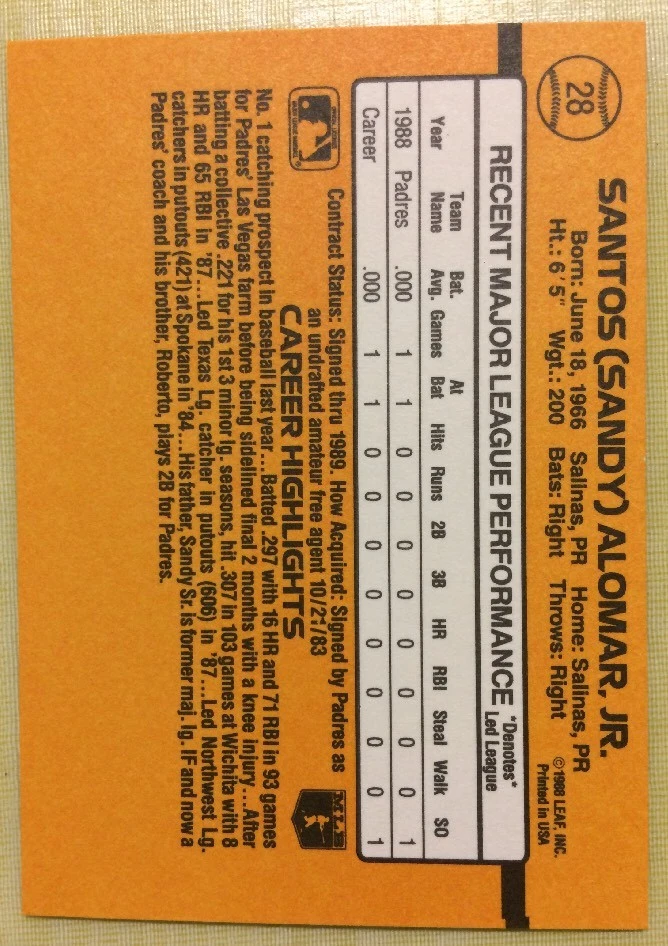 28
SANTOS (SANDY) ALOMAR, JR.
Born: June 18, 1966 Salinas, PR Home: Salinas, PR
Ht.: 6'5" Wgt.: 200 Bats: Right Throws: Right
©1988 LEAF, INC.
Printed in USA
RECENT MAJOR LEAGUE PERFORMANCE *Denotes*
Led League
Year Team Name Bat. Avg. Games At Bat Hits Runs 2B 3B HR RBI Steal Walk SO
1988 Padres .000 1 1 0 0 0 0 0 0 0 0 1
Career .000 1 1 0 0 0 0 0 0 0 0 1
Contract Status: Signed thru 1989. How Acquired: Signed by Padres as
an undrafted amateur free agent 10/21/83
MLB
CAREER HIGHLIGHTS
No. 1 catching prospect in baseball last year...Batted .297 with 16 HR and 71 RBI in 93 games
for Padres' Las Vegas farm before being sidelined final 2 months with a knee injury...After
batting a collective .221 for his 1st 3 minor lg. seasons, hit .307 in 103 games at Wichita with 8
HR and 65 RBI in '87...Led Texas Lg. catcher in putouts (606) in '87...Led Northwest Lg.
catchers in putouts (421) at Spokane in '84...His father, Sandy Sr. is former maj. lg. IF and now a
Padres' coach and his brother, Roberto, plays 2B for Padres.